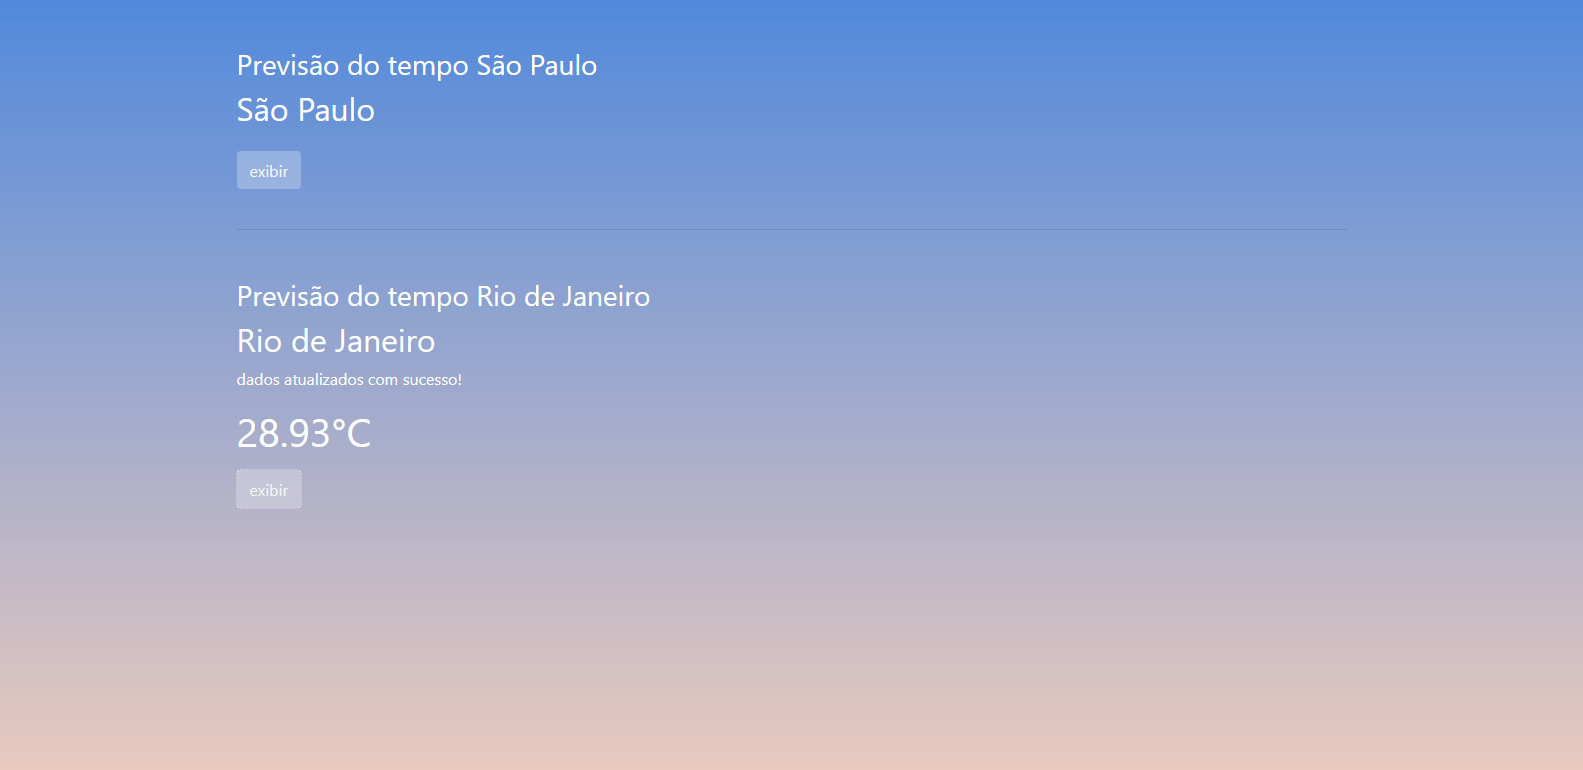 Previsão do tempo São Paulo
São Paulo
exibir
Previsão do tempo Rio de Janeiro
Rio de Janeiro
dados atualizados com sucesso!
28.93°C
exibir